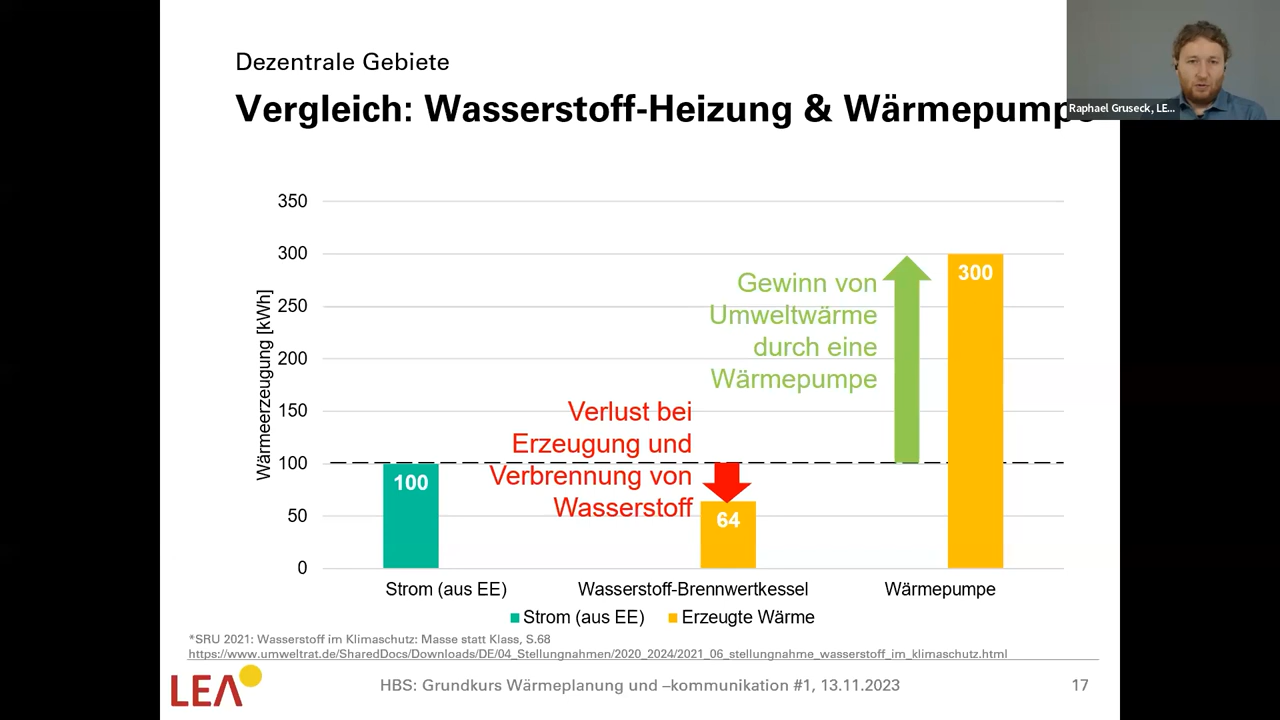 Dezentrale Gebiete
Vergleich: Wasserstoff-Heizung & Wärmepumpe
Raphael Gruseck, LE...
350
300
250
200
150
100
50
0
Wärmeerzeugung [kWh]
Gewinn von
Umweltwärme
durch eine
Wärmepumpe
300
Verlust bei
Erzeugung und
Verbrennung von
Wasserstoff
100
64
Strom (aus EE)
Wasserstoff-Brennwertkessel
Wärmepumpe
Strom (aus EE) Erzeugte Wärme
*SRU 2021: Wasserstoff im Klimaschutz: Masse statt Klass, S.68
https://www.umweltrat.de/SharedDocs/Downloads/DE/04_Stellungnahmen/2020_2024/2021_06_stellungnahme_wasserstoff_im_klimaschutz.html
LEA
HBS: Grundkurs Wärmeplanung und –kommunikation #1, 13.11.2023
17